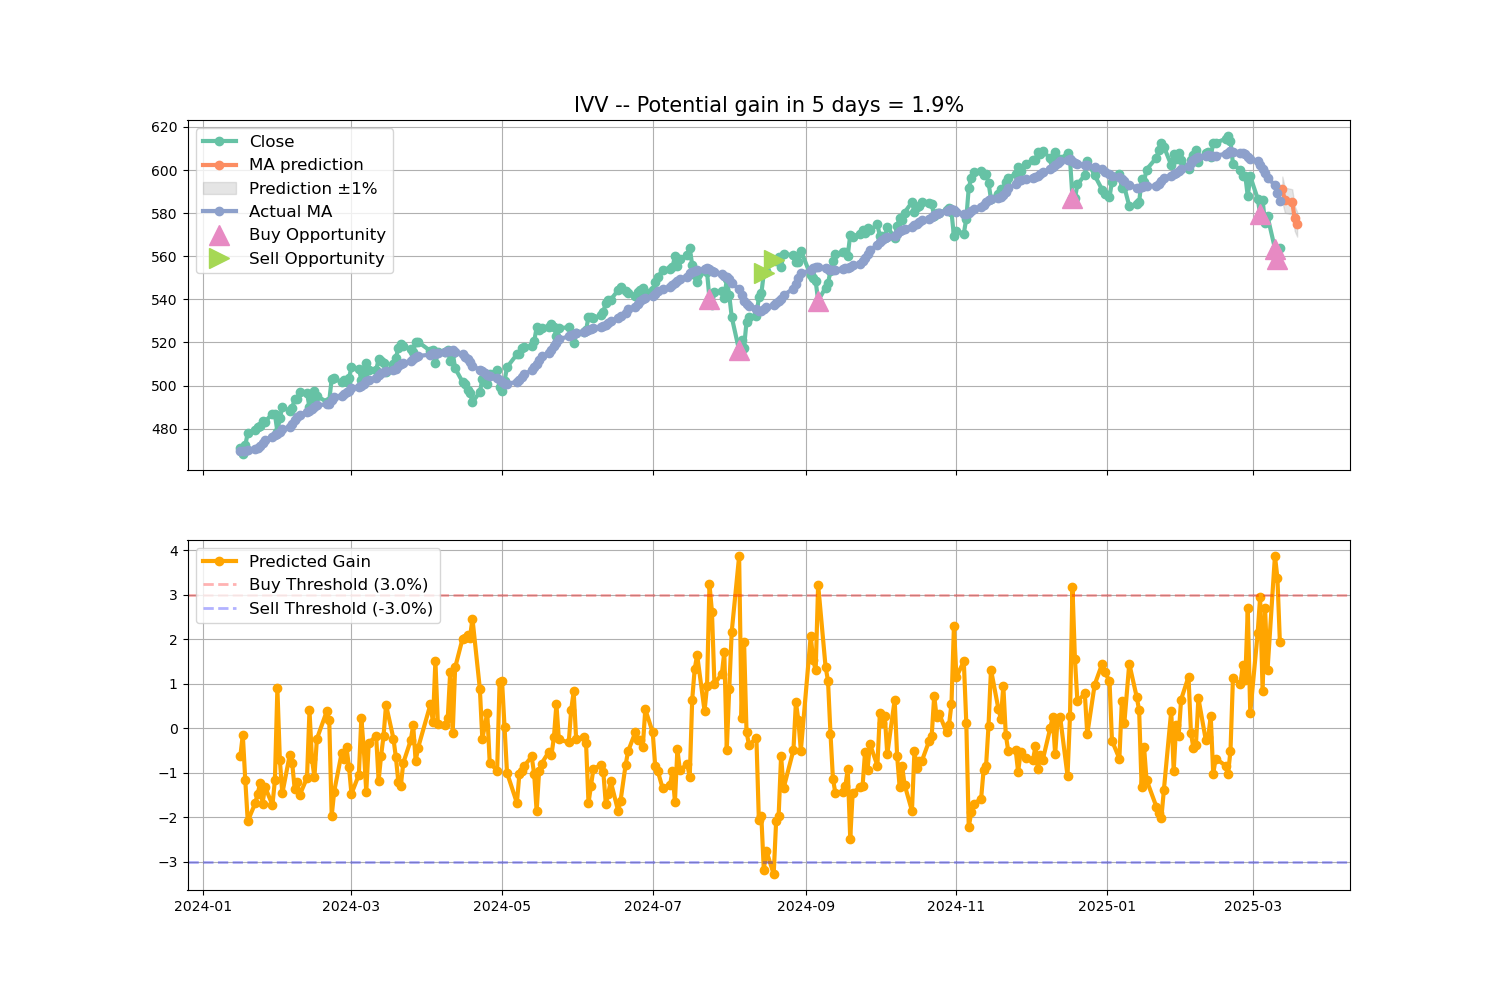 IVV -- Potential gain in 5 days = 1.9%
620
600
580
560
540
520
500
480
Close
MA prediction
Prediction ±1%
Actual MA
Buy Opportunity
Sell Opportunity
4
3
2
1
0
−1
−2
−3
Predicted Gain
Buy Threshold (3.0%)
Sell Threshold (-3.0%)
2024-01
2024-03
2024-05
2024-07
2024-09
2024-11
2025-01
2025-03